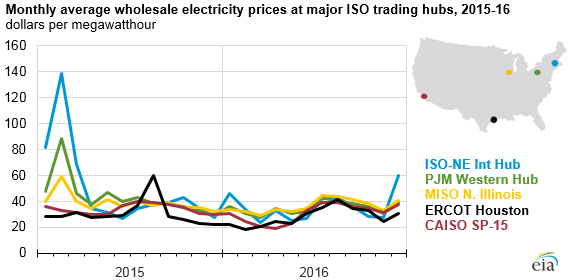 Monthly average wholesale electricity prices at major ISO trading hubs, 2015-16
dollars per megawatthour
160
140
120
100
80
60
40
20
0
2015
2016
ISO-NE Int Hub
PJM Western Hub
MISO N. Illinois
ERCOT Houston
CAISO SP-15
eia